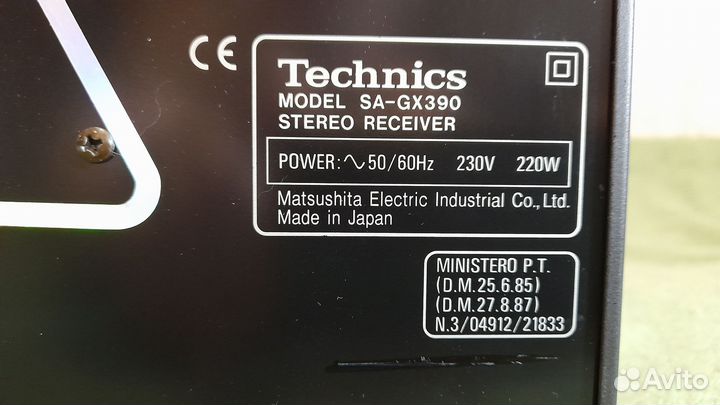 CE
Technics
MODEL SA-GX390
STEREO RECEIVER
POWER: ∿50/60Hz 230V 220W
Matsushita Electric Industrial Co., Ltd.
Made in Japan
MINISTERO P.T.
(D.M.25.6.85)
(D.M.27.8.87)
N.3/04912/21833
Avito